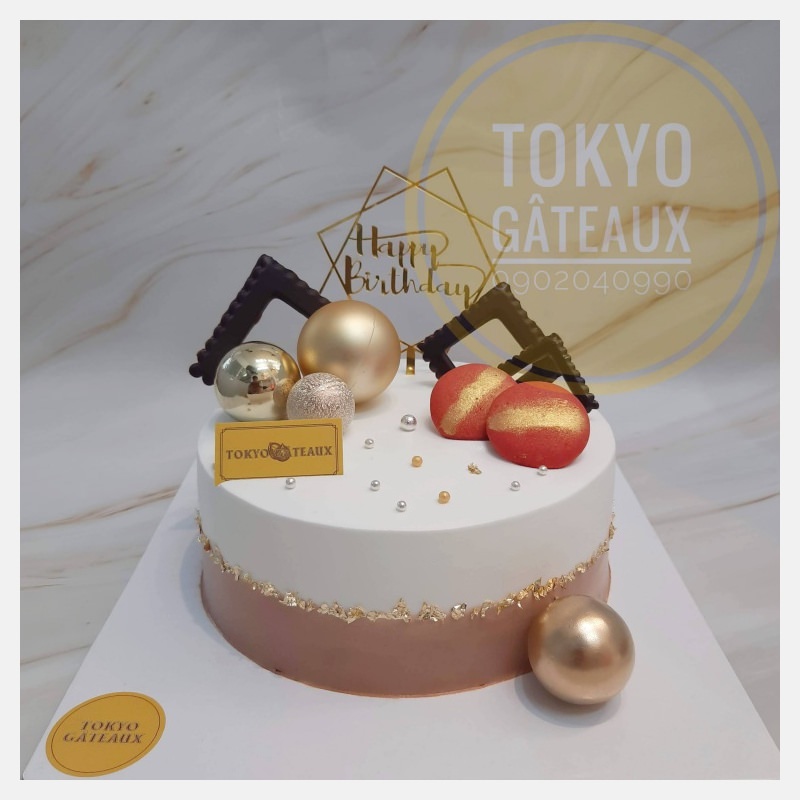 TOKYO
GÂTEAUX
0902040990
Happy
Birthday
TOKYO GÂTEAUX
TOKYO
GÂTEAUX